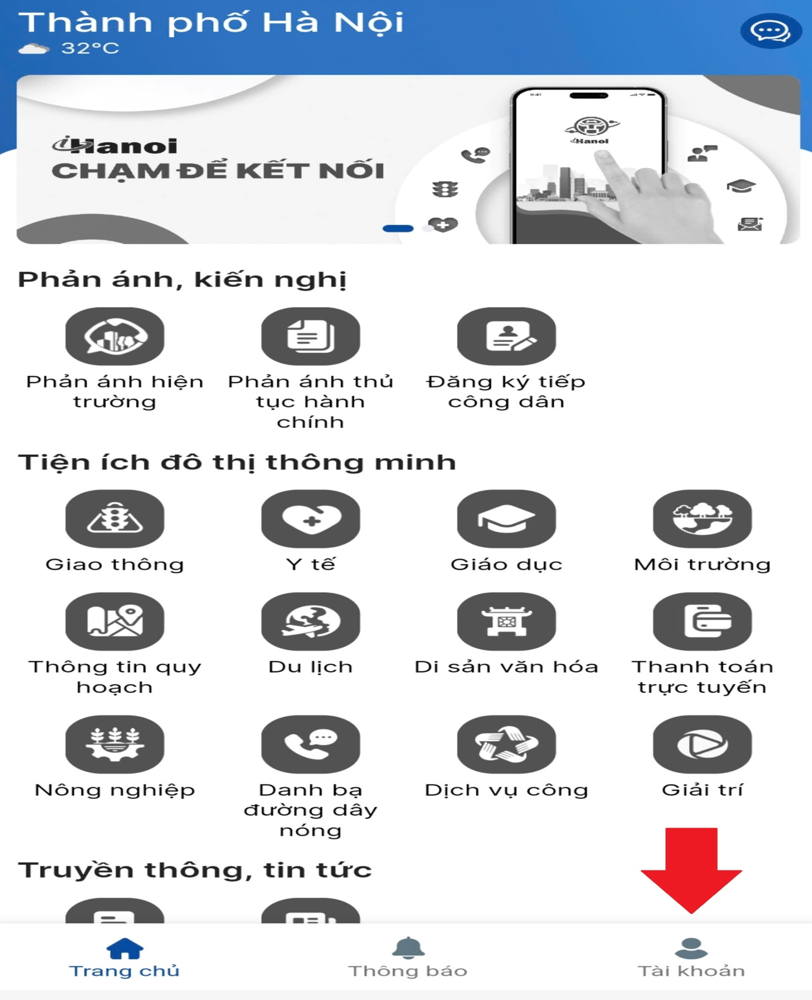 Thành phố Hà Nội
32°C
iHanoi
CHẠM ĐỂ KẾT NỐI
9:41
iHanoi
Phản ánh, kiến nghị
Phản ánh hiện trường
Phản ánh thủ tục hành chính
Đăng ký tiếp công dân
Tiện ích đô thị thông minh
Giao thông
Y tế
Giáo dục
Môi trường
Thông tin quy hoạch
Du lịch
Di sản văn hóa
Thanh toán trực tuyến
Nông nghiệp
Danh bạ đường dây nóng
Dịch vụ công
Giải trí
Truyền thông, tin tức
Trang chủ
Thông báo
Tài khoản